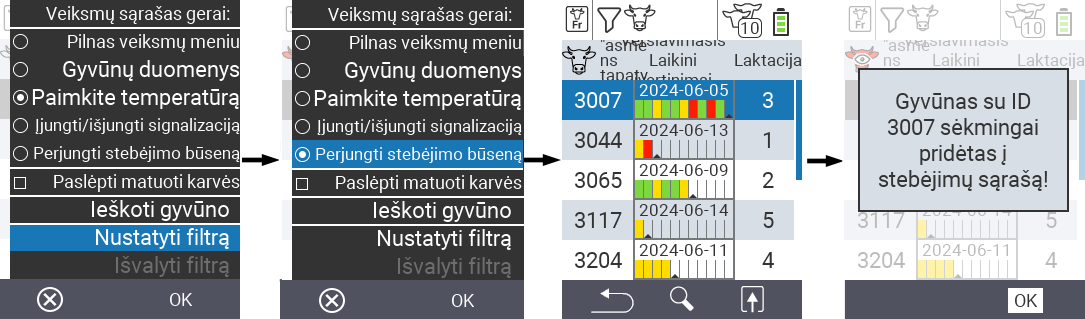 Veiksmų sąrašas gerai:
Pilnas veiksmų meniu
Gyvūnų duomenys
Paimkite temperatūrą
Įjungti/išjungti signalizaciją
Perjungti stebėjimo būseną
Paslėpti matuoti karvės
Ieškoti gyvūno
Nustatyti filtrą
Išvalyti filtrą
OK
Veiksmų sąrašas gerai:
Pilnas veiksmų meniu
Gyvūnų duomenys
Paimkite temperatūrą
Įjungti/išjungti signalizaciją
Perjungti stebėjimo būseną
Paslėpti matuoti karvės
Ieškoti gyvūno
Nustatyti filtrą
Išvalyti filtrą
OK
Fr
10
"asme
ns
tapaty
Laikini
Laktacija
3007 2024-06-05 3
3044 2024-06-13 1
3065 2024-06-09 2
3117 2024-06-14 5
3204 2024-06-11 4
Fr
10
"asme
ns
Laikini
Laktacija
Gyvūnas su ID
3007 sėkmingai
pridėtas į
stebėjimų sąrašą!
3117 5
3204 2024-06-11 4
OK